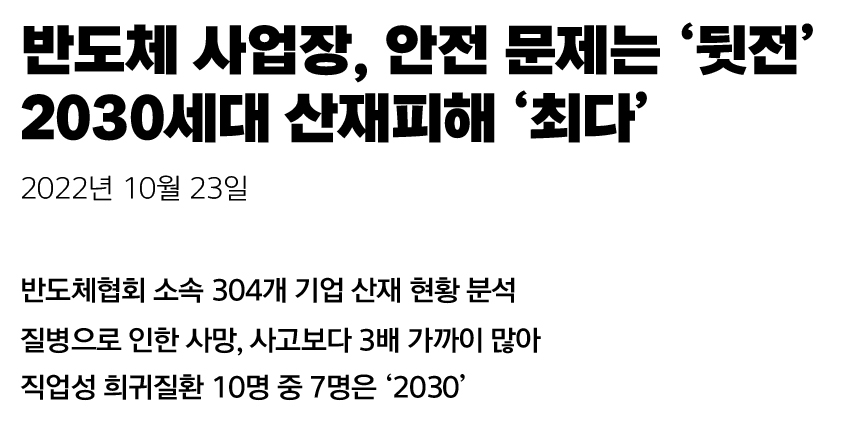 반도체 사업장, 안전 문제는 ‘뒷전’
2030세대 산재피해 ‘최다’
2022년 10월 23일
반도체협회 소속 304개 기업 산재 현황 분석
질병으로 인한 사망, 사고보다 3배 가까이 많아
직업성 희귀질환 10명 중 7명은 ‘2030’